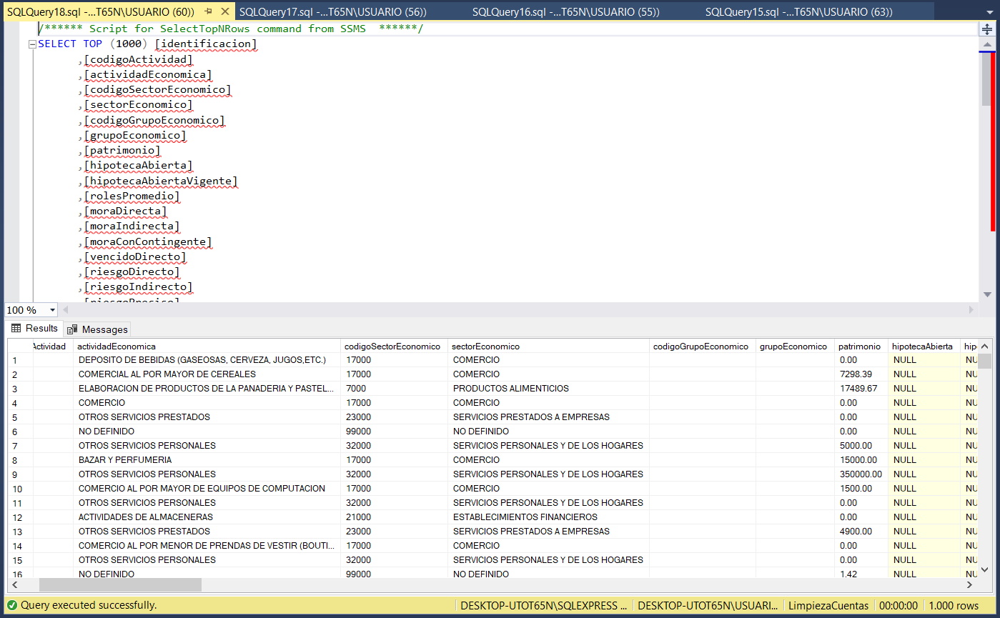 SQLQuery18.sql -...T65N\USUARIO (60))
SQLQuery17.sql -...T65N\USUARIO (56))
SQLQuery16.sql -...T65N\USUARIO (55))
SQLQuery15.sql -...T65N\USUARIO (63))
/****** Script for SelectTopNRows command from SSMS ******/
SELECT TOP (1000) [identificacion]
,[codigoActividad]
,[actividadEconomica]
,[codigoSectorEconomico]
,[sectorEconomico]
,[codigoGrupoEconomico]
,[grupoEconomico]
,[patrimonio]
,[hipotecaAbierta]
,[hipotecaAbiertaVigente]
,[rolesPromedio]
,[moraDirecta]
,[moraIndirecta]
,[moraConContingente]
,[vencidoDirecto]
,[riesgoDirecto]
,[riesgoIndirecto]
100 %
Results Messages
Actividad actividadEconomica codigoSectorEconomico sectorEconomico codigoGrupoEconomico grupoEconomico patrimonio hipotecaAbierta hip
1 DEPOSITO DE BEBIDAS (GASEOSAS, CERVEZA, JUGOS,ETC.) 17000 COMERCIO 0.00 NULL NU
2 COMERCIAL AL POR MAYOR DE CEREALES 17000 COMERCIO 7298.39 NULL NU
3 ELABORACION DE PRODUCTOS DE LA PANADERIA Y PASTEL... 7000 PRODUCTOS ALIMENTICIOS 17489.67 NULL NU
4 COMERCIO 17000 COMERCIO 0.00 NULL NU
5 OTROS SERVICIOS PRESTADOS 23000 SERVICIOS PRESTADOS A EMPRESAS 0.00 NULL NU
6 NO DEFINIDO 99000 NO DEFINIDO 0.00 NULL NU
7 OTROS SERVICIOS PERSONALES 32000 SERVICIOS PERSONALES Y DE LOS HOGARES 5000.00 NULL NU
8 BAZAR Y PERFUMERIA 17000 COMERCIO 15000.00 NULL NU
9 OTROS SERVICIOS PERSONALES 32000 SERVICIOS PERSONALES Y DE LOS HOGARES 350000.00 NULL NU
10 COMERCIO AL POR MAYOR DE EQUIPOS DE COMPUTACION 17000 COMERCIO 1500.00 NULL NU
11 OTROS SERVICIOS PERSONALES 32000 SERVICIOS PERSONALES Y DE LOS HOGARES 0.00 NULL NU
12 ACTIVIDADES DE ALMACENERAS 21000 ESTABLECIMIENTOS FINANCIEROS 0.00 NULL NU
13 OTROS SERVICIOS PRESTADOS 23000 SERVICIOS PRESTADOS A EMPRESAS 4900.00 NULL NU
14 COMERCIO AL POR MENOR DE PRENDAS DE VESTIR (BOUTI... 17000 COMERCIO 0.00 NULL NU
15 OTROS SERVICIOS PERSONALES 32000 SERVICIOS PERSONALES Y DE LOS HOGARES 0.00 NULL NU
16 NO DEFINIDO 99000 NO DEFINIDO 1.42 NULL NU
Query executed successfully. DESKTOP-UTOT65N\SQLEXPRESS ... DESKTOP-UTOT65N\USUARI... LimpiezaCuentas 00:00:00 1.000 rows